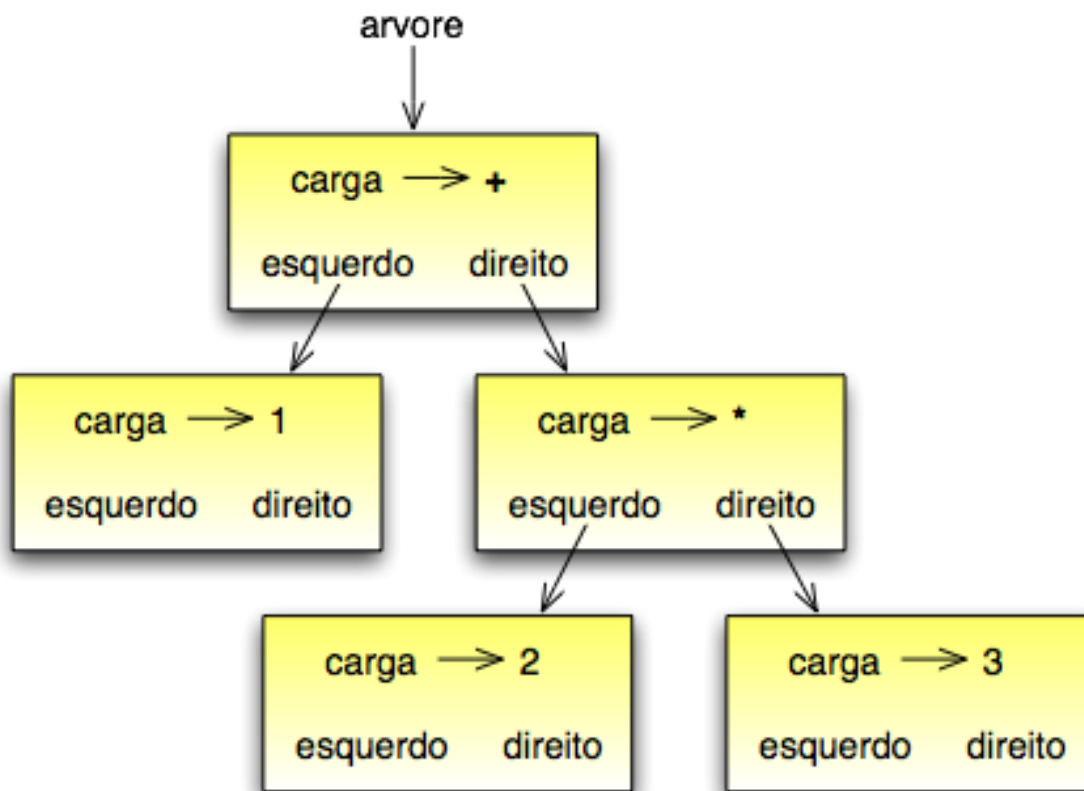 arvore
carga +
esquerdo direito
carga 1
esquerdo direito
carga *
esquerdo direito
carga 2
esquerdo direito
carga 3
esquerdo direito